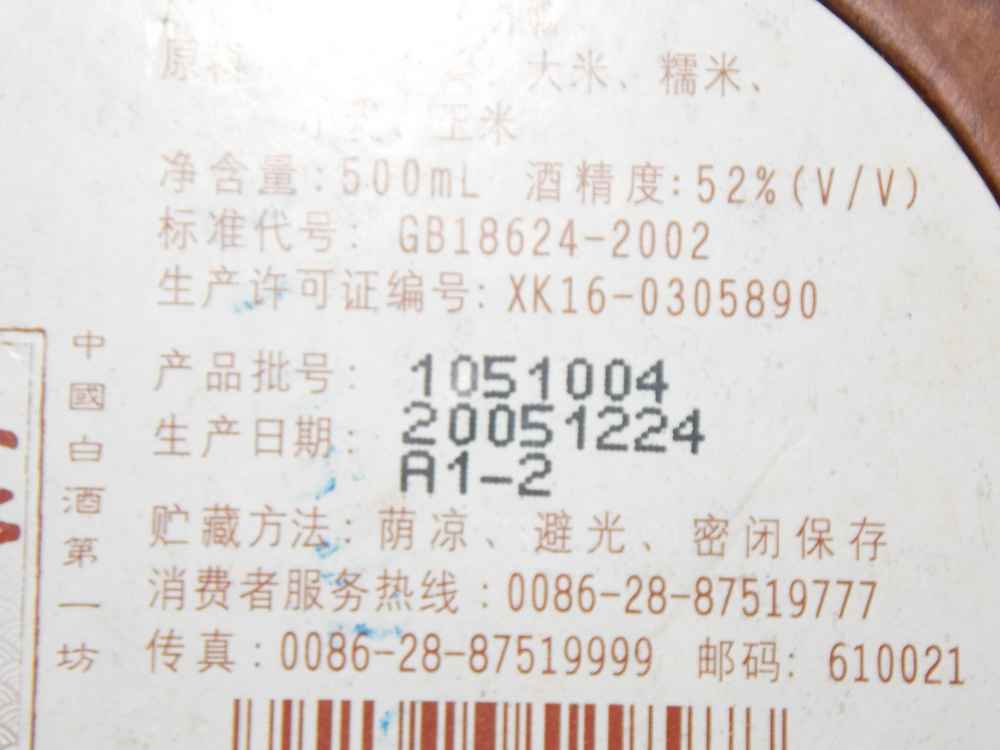 原料 大米、糯米、
小麦、玉米
净含量:500mL 酒精度:52%(V/V)
标准代号: GB18624-2002
生产许可证编号: XK16-0305890
产品批号: 1051004
生产日期: 20051224
A1-2
贮藏方法: 荫凉、避光、密闭保存
消费者服务热线:0086-28-87519777
传真:0086-28-87519999 邮码: 610021
中國白酒第一坊